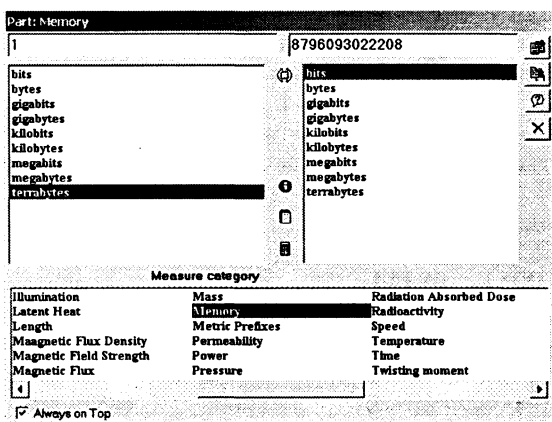 Part: Memory
1
8796093022208
bits
bytes
gigabits
gigabytes
kilobits
kilobytes
megabits
megabytes
terrabytes
bits
bytes
gigabits
gigabytes
kilobits
kilobytes
megabits
megabytes
terrabytes
Measure category
Illumination Mass Radiation Absorbed Dose
Latent Heat Memory Radioactivity
Length Metric Prefixes Speed
Maagnetic Flux Density Permeability Temperature
Magnetic Field Strength Power Time
Magnetic Flux Pressure Twisting moment
Always on Top